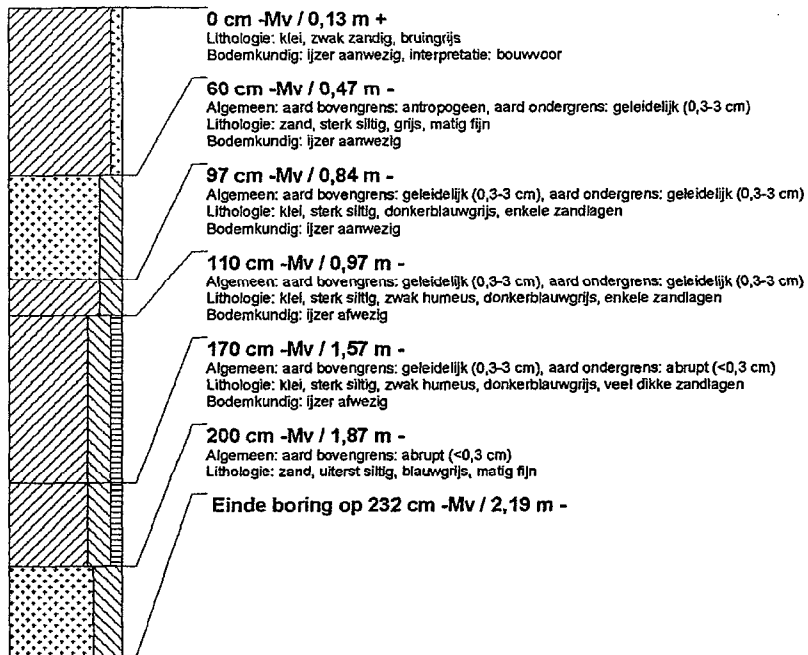 0 cm -Mv / 0,13 m +
Lithologie: klei, zwak zandig, bruingrijs
Bodemkundig: ijzer aanwezig, interpretatie: bouwvoor
60 cm -Mv / 0,47 m -
Algemeen: aard bovengrens: antropogeen, aard ondergrens: geleidelijk (0,3-3 cm)
Lithologie: zand, sterk siltig, grijs, matig fijn
Bodemkundig: ijzer aanwezig
97 cm -Mv / 0,84 m -
Algemeen: aard bovengrens: geleidelijk (0,3-3 cm), aard ondergrens: geleidelijk (0,3-3 cm)
Lithologie: klei, sterk siltig, donkerblauwgrijs, enkele zandlagen
Bodemkundig: ijzer aanwezig
110 cm -Mv / 0,97 m -
Algemeen: aard bovengrens: geleidelijk (0,3-3 cm), aard ondergrens: geleidelijk (0,3-3 cm)
Lithologie: klei, sterk siltig, zwak humeus, donkerblauwgrijs, enkele zandlagen
Bodemkundig: ijzer afwezig
170 cm -Mv / 1,57 m -
Algemeen: aard bovengrens: geleidelijk (0,3-3 cm), aard ondergrens: abrupt (<0,3 cm)
Lithologie: klei, sterk siltig, zwak humeus, donkerblauwgrijs, veel dikke zandlagen
Bodemkundig: ijzer afwezig
200 cm -Mv / 1,87 m -
Algemeen: aard bovengrens: abrupt (<0,3 cm)
Lithologie: zand, uiterst siltig, blauwgrijs, matig fijn
Einde boring op 232 cm -Mv / 2,19 m -